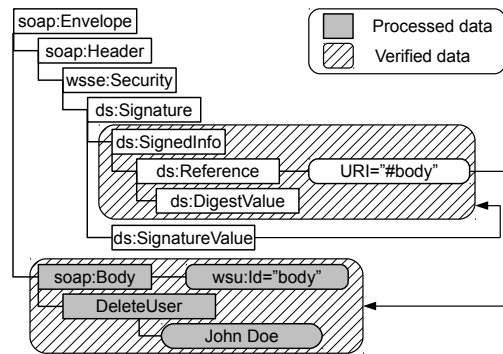 soap:Envelope
Processed data
soap:Header
Verified data
wsse:Security
ds:Signature
ds:SignedInfo
ds:Reference
URI="#body"
ds:DigestValue
ds:SignatureValue
soap:Body
wsu:Id="body"
DeleteUser
John Doe